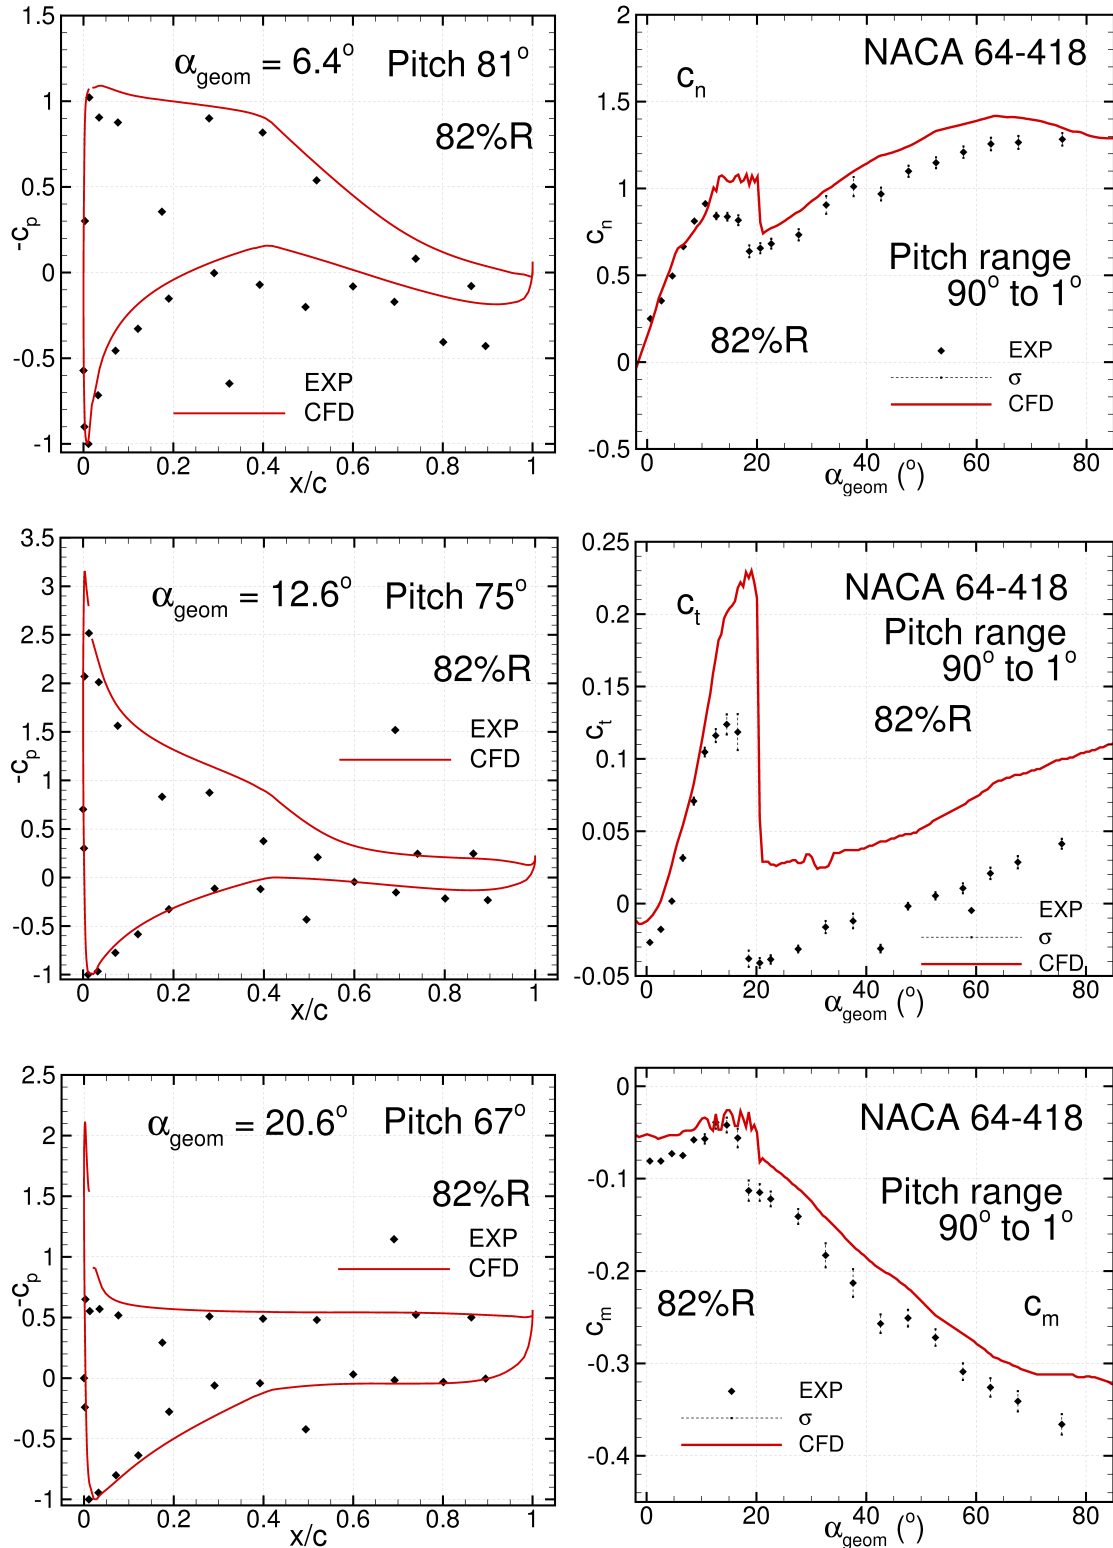 1.5
1
0.5
0
-0.5
-1
-c_p
α_geom = 6.4°
Pitch 81°
82%R
EXP
CFD
0
0.2
0.4
0.6
0.8
1
x/c
2
1.5
1
0.5
0
-0.5
c_n
c_n
NACA 64-418
Pitch range
90° to 1°
82%R
EXP
σ
CFD
0
20
40
60
80
α_geom (°)
3.5
3
2.5
2
1.5
1
0.5
0
-0.5
-1
-c_p
α_geom = 12.6°
Pitch 75°
82%R
EXP
CFD
0
0.2
0.4
0.6
0.8
1
x/c
0.25
0.2
0.15
0.1
0.05
0
-0.05
c_t
c_t
NACA 64-418
Pitch range
90° to 1°
82%R
EXP
σ
CFD
0
20
40
60
80
α_geom (°)
2.5
2
1.5
1
0.5
0
-0.5
-1
-c_p
α_geom = 20.6°
Pitch 67°
82%R
EXP
CFD
0
0.2
0.4
0.6
0.8
1
x/c
0
-0.1
-0.2
-0.3
-0.4
c_m
NACA 64-418
Pitch range
90° to 1°
82%R
c_m
EXP
σ
CFD
0
20
40
60
80
α_geom (°)